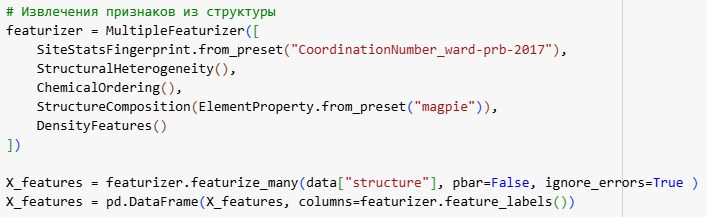 # Извлечения признаков из структуры
featurizer = MultipleFeaturizer([
    SiteStatsFingerprint.from_preset("CoordinationNumber_ward-prb-2017"),
    StructuralHeterogeneity(),
    ChemicalOrdering(),
    StructureComposition(ElementProperty.from_preset("magpie")),
    DensityFeatures()
])
X_features = featurizer.featurize_many(data["structure"], pbar=False, ignore_errors=True )
X_features = pd.DataFrame(X_features, columns=featurizer.feature_labels())